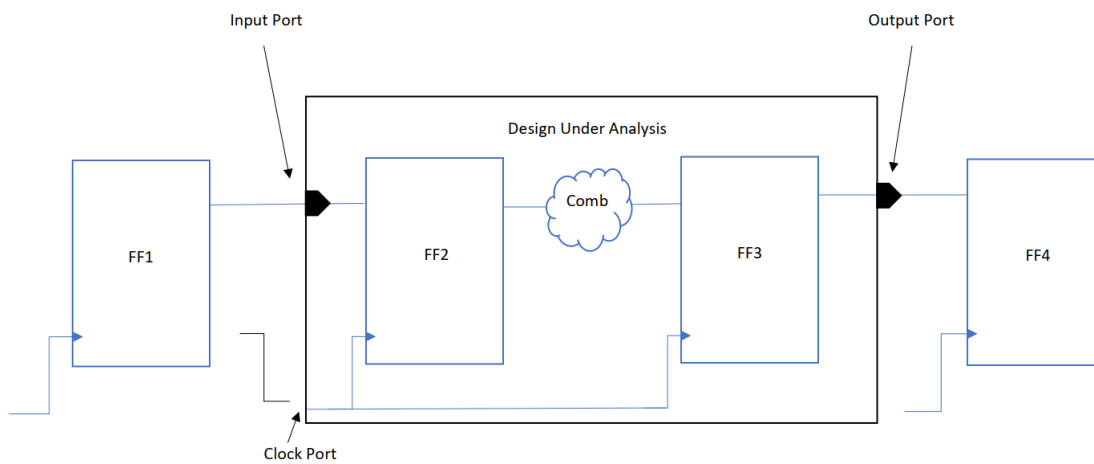 Input Port
Output Port
Design Under Analysis
Comb
FF1
FF2
FF3
FF4
Clock Port